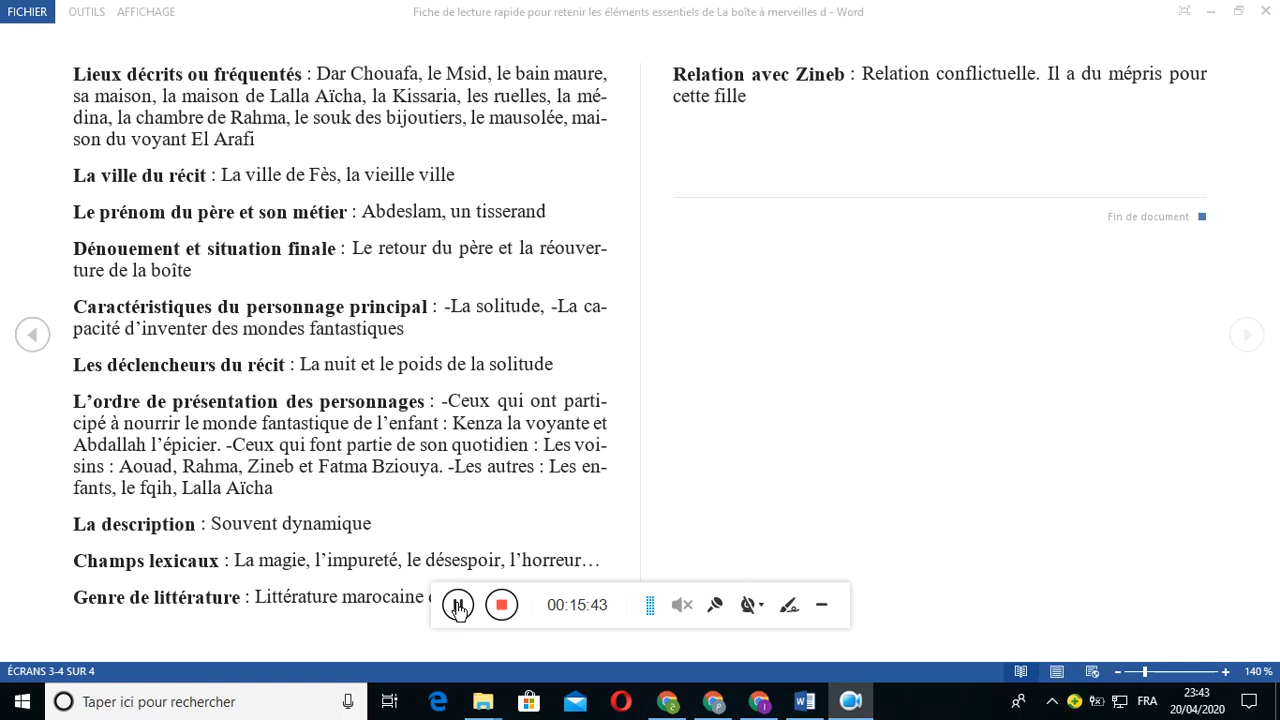 FICHIER OUTILS AFFICHAGE Fiche de lecture rapide pour retenir les éléments essentiels de La boîte à merveilles d - Word
Lieux décrits ou fréquentés : Dar Chouafa, le Msid, le bain maure,
sa maison, la maison de Lalla Aïcha, la Kissaria, les ruelles, la mé-
dina, la chambre de Rahma, le souk des bijoutiers, le mausolée, mai-
son du voyant El Arafi
La ville du récit : La ville de Fès, la vieille ville
Le prénom du père et son métier : Abdeslam, un tisserand
Dénouement et situation finale : Le retour du père et la réouver-
ture de la boîte
Caractéristiques du personnage principal : -La solitude, -La ca-
pacité d'inventer des mondes fantastiques
Les déclencheurs du récit : La nuit et le poids de la solitude
L'ordre de présentation des personnages : -Ceux qui ont parti-
cipé à nourrir le monde fantastique de l'enfant : Kenza la voyante et
Abdallah l'épicier. -Ceux qui font partie de son quotidien : Les voi-
sins : Aouad, Rahma, Zineb et Fatma Bziouya. -Les autres : Les en-
fants, le fqih, Lalla Aïcha
La description : Souvent dynamique
Champs lexicaux : La magie, l'impureté, le désespoir, l'horreur…
Genre de littérature : Littérature marocaine
Relation avec Zineb : Relation conflictuelle. Il a du mépris pour
cette fille
Fin de document
00:15:43
ÉCRANS 3-4 SUR 4 140 %
Taper ici pour rechercher FRA 23:43
20/04/2020